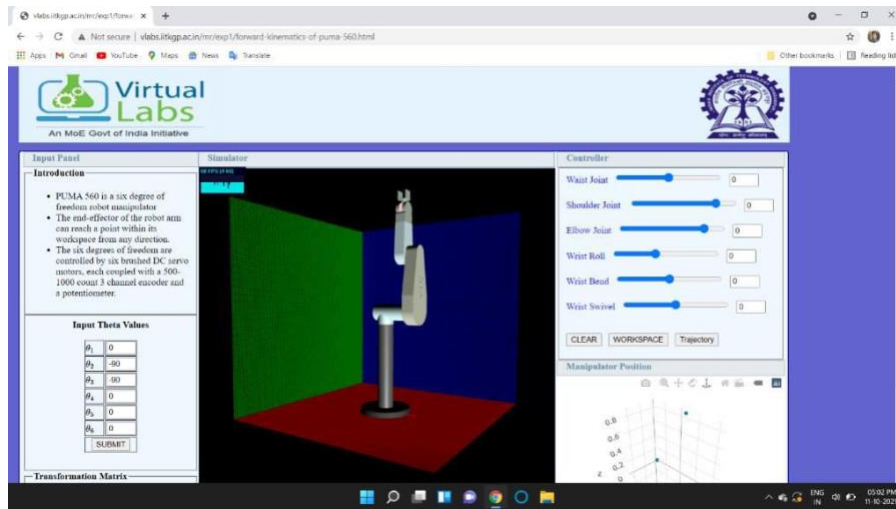 vlabs.iitkgp.ac.in/mr/exp1/forwa
Not secure | vlabs.iitkgp.ac.in/mr/exp1/forward-kinematics-of-puma-560.html
Apps Gmail YouTube Maps News Translate Other bookmarks Reading list
Virtual
Labs
An MoE Govt of India Initiative
Input Panel
Introduction
PUMA 560 is a six degree of
freedom robot manipulator
The end-effector of the robot arm
can reach a point within its
workspace from any direction.
The six degrees of freedom are
controlled by six brushed DC servo
motors, each coupled with a 500-
1000 count 3 channel encoder and
a potentiometer.
Input Theta Values
θ1 0
θ2 -90
θ3 -90
θ4 0
θ5 0
θ6 0
SUBMIT
Transformation Matrix
Simulator
Controller
Waist Joint 0
Shoulder Joint 0
Elbow Joint 0
Wrist Roll 0
Wrist Bend 0
Wrist Swivel 0
CLEAR WORKSPACE Trajectory
Manipulator Position
0.8
0.6
0.4
0.2
0
z
ENG
IN
05:02 PM
11-10-2021